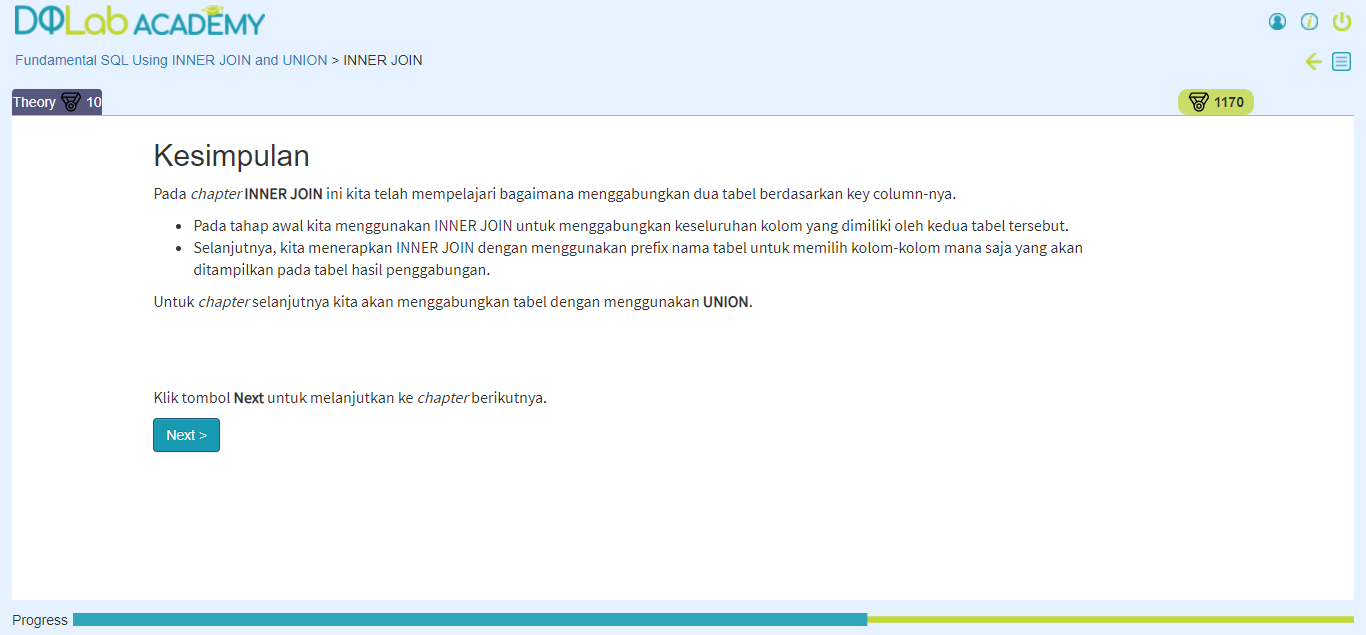 DQLab ACADEMY
Fundamental SQL Using INNER JOIN and UNION > INNER JOIN
Theory 10
1170
Kesimpulan
Pada chapter INNER JOIN ini kita telah mempelajari bagaimana menggabungkan dua tabel berdasarkan key column-nya.
• Pada tahap awal kita menggunakan INNER JOIN untuk menggabungkan keseluruhan kolom yang dimiliki oleh kedua tabel tersebut.
• Selanjutnya, kita menerapkan INNER JOIN dengan menggunakan prefix nama tabel untuk memilih kolom-kolom mana saja yang akan
ditampilkan pada tabel hasil penggabungan.
Untuk chapter selanjutnya kita akan menggabungkan tabel dengan menggunakan UNION.
Klik tombol Next untuk melanjutkan ke chapter berikutnya.
Next >
Progress